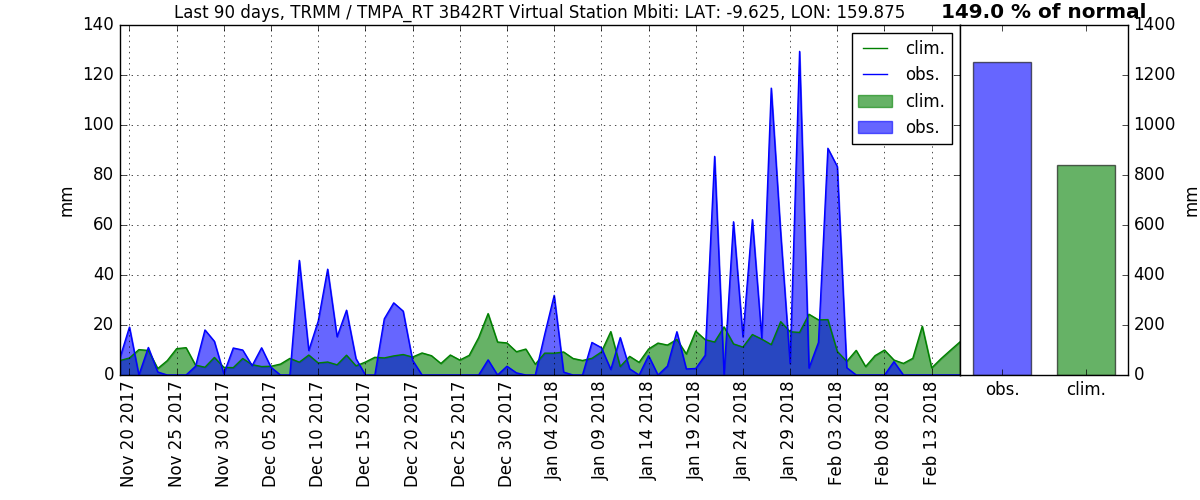 Last 90 days, TRMM / TMPA_RT 3B42RT Virtual Station Mbiti: LAT: -9.625, LON: 159.875
149.0 % of normal
140
120
100
80
60
40
20
0
mm
clim.
obs.
clim.
obs.
Nov 20 2017
Nov 25 2017
Nov 30 2017
Dec 05 2017
Dec 10 2017
Dec 15 2017
Dec 20 2017
Dec 25 2017
Dec 30 2017
Jan 04 2018
Jan 09 2018
Jan 14 2018
Jan 19 2018
Jan 24 2018
Jan 29 2018
Feb 03 2018
Feb 08 2018
Feb 13 2018
obs.
clim.
1400
1200
1000
800
600
400
200
0
mm